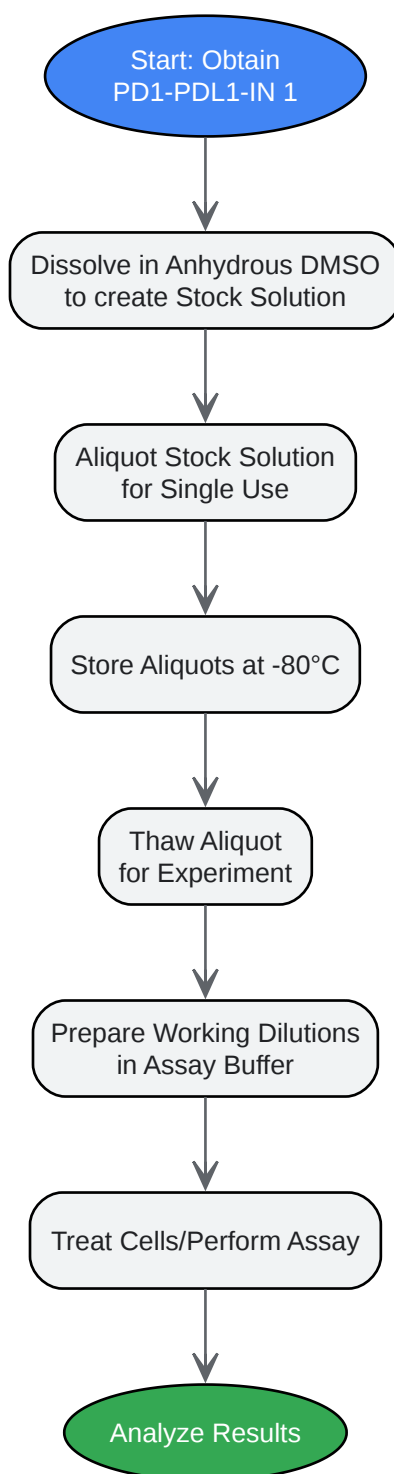 Start: Obtain
PD1-PDL1-IN 1
Dissolve in Anhydrous DMSO
to create Stock Solution
Aliquot Stock Solution
for Single Use
Store Aliquots at -80°C
Thaw Aliquot
for Experiment
Prepare Working Dilutions
in Assay Buffer
Treat Cells/Perform Assay
Analyze Results